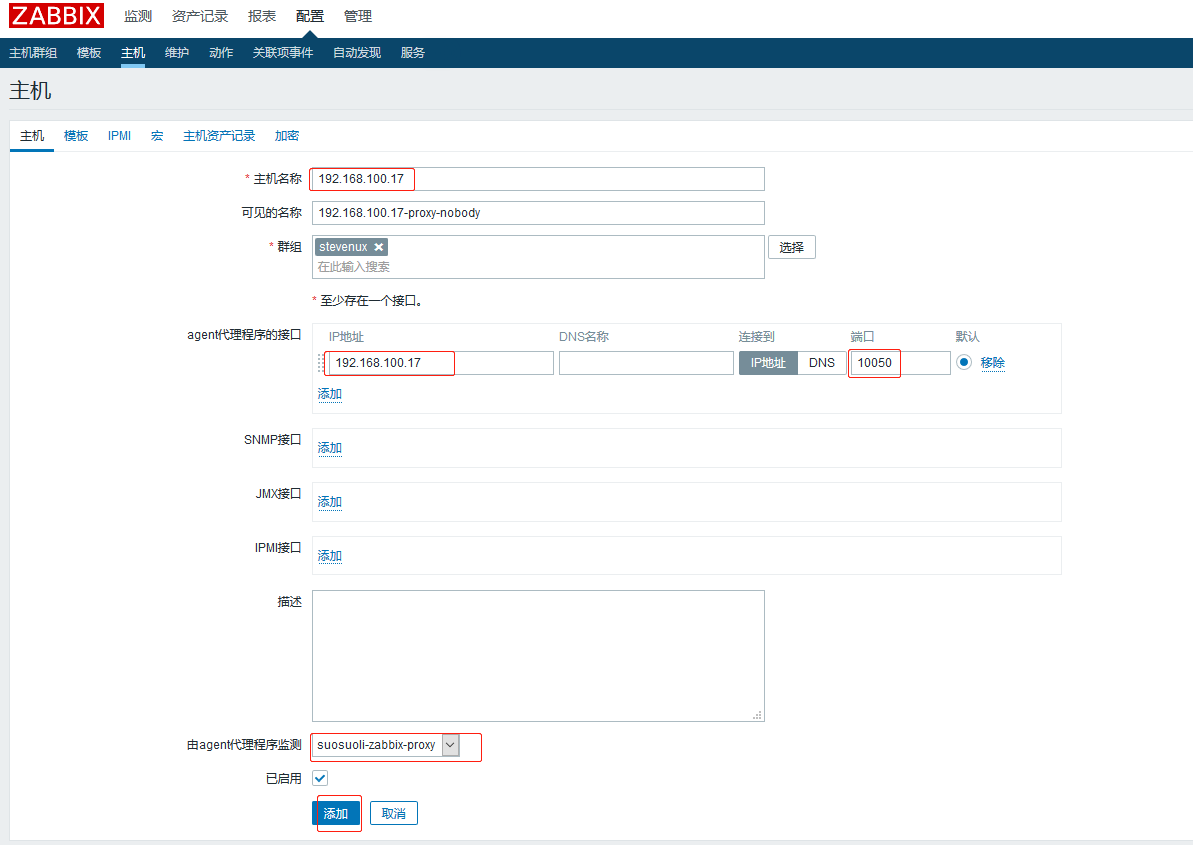 ZABBIX 监测 资产记录 报表 配置 管理
主机群组 模板 主机 维护 动作 关联项事件 自动发现 服务
主机
主机 模板 IPMI 宏 主机资产记录 加密
* 主机名称 192.168.100.17
可见的名称 192.168.100.17-proxy-nobody
* 群组 stevenux ✖ 选择
在此输入搜索
* 至少存在一个接口。
agent代理程序的接口 IP地址 DNS名称 连接到 端口 默认
192.168.100.17 IP地址 DNS 10050 移除
添加
SNMP接口 添加
JMX接口 添加
IPMI接口 添加
描述
由agent代理程序监测 suosuoli-zabbix-proxy
已启用
添加 取消